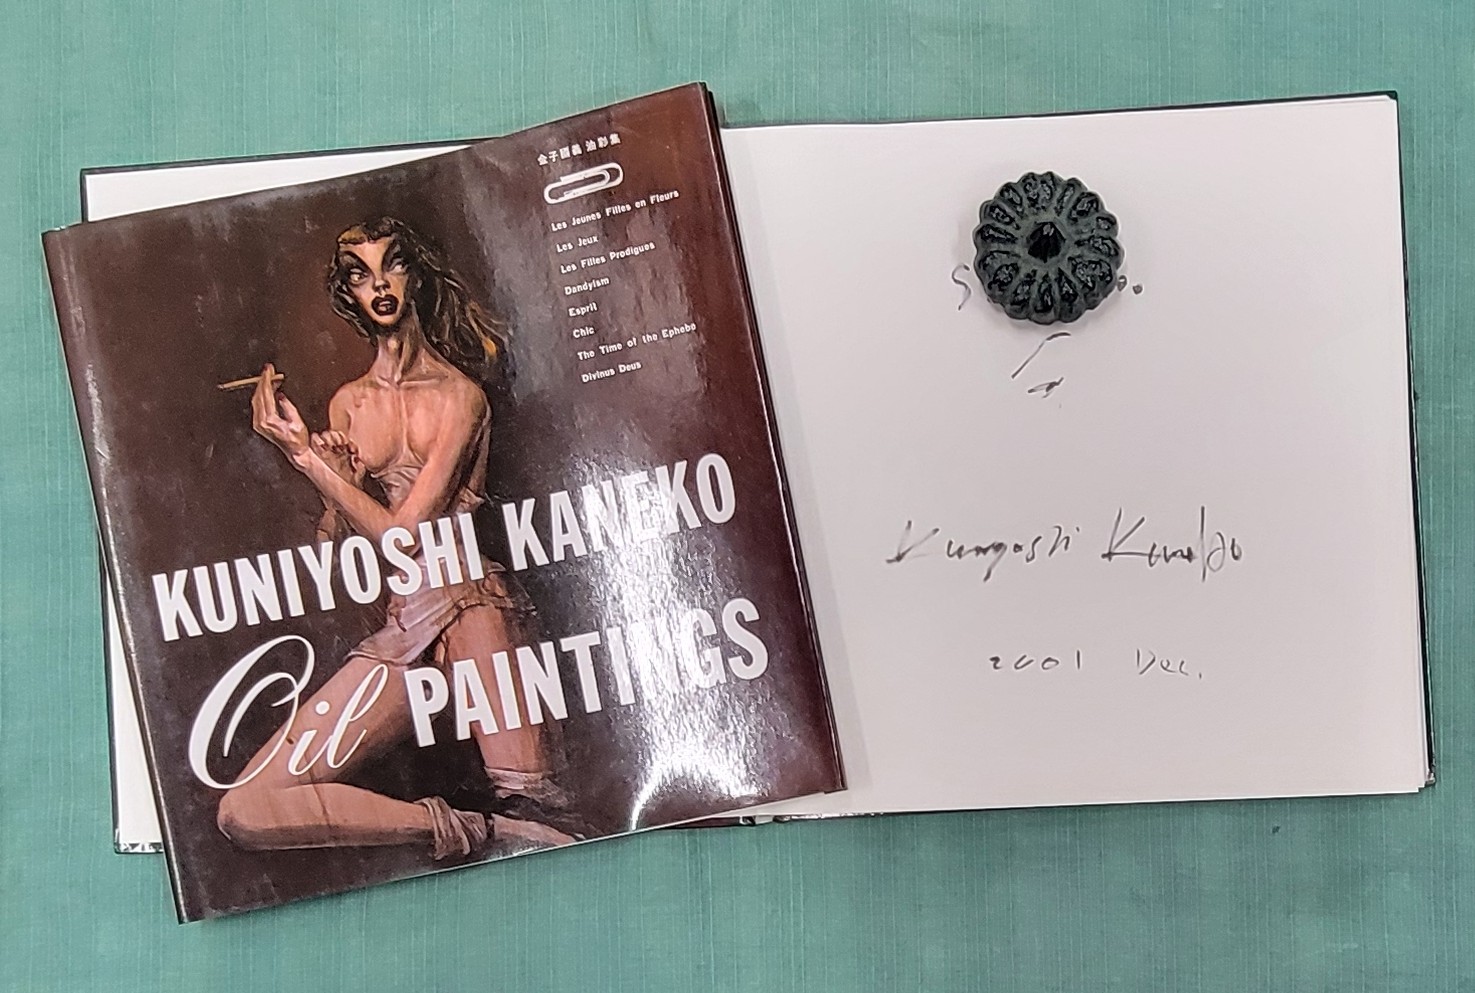 金子國義 油彩集
Les Jeunes Filles en Fleurs
Les Jeux
Les Filles Prodigues
Dandyism
Esprit
Chic
The Time of the Ephebe
Divinus Deus
KUNIYOSHI KANEKO
Oil PAINTINGS
Kuniyoshi Kaneko
2001 Dec.